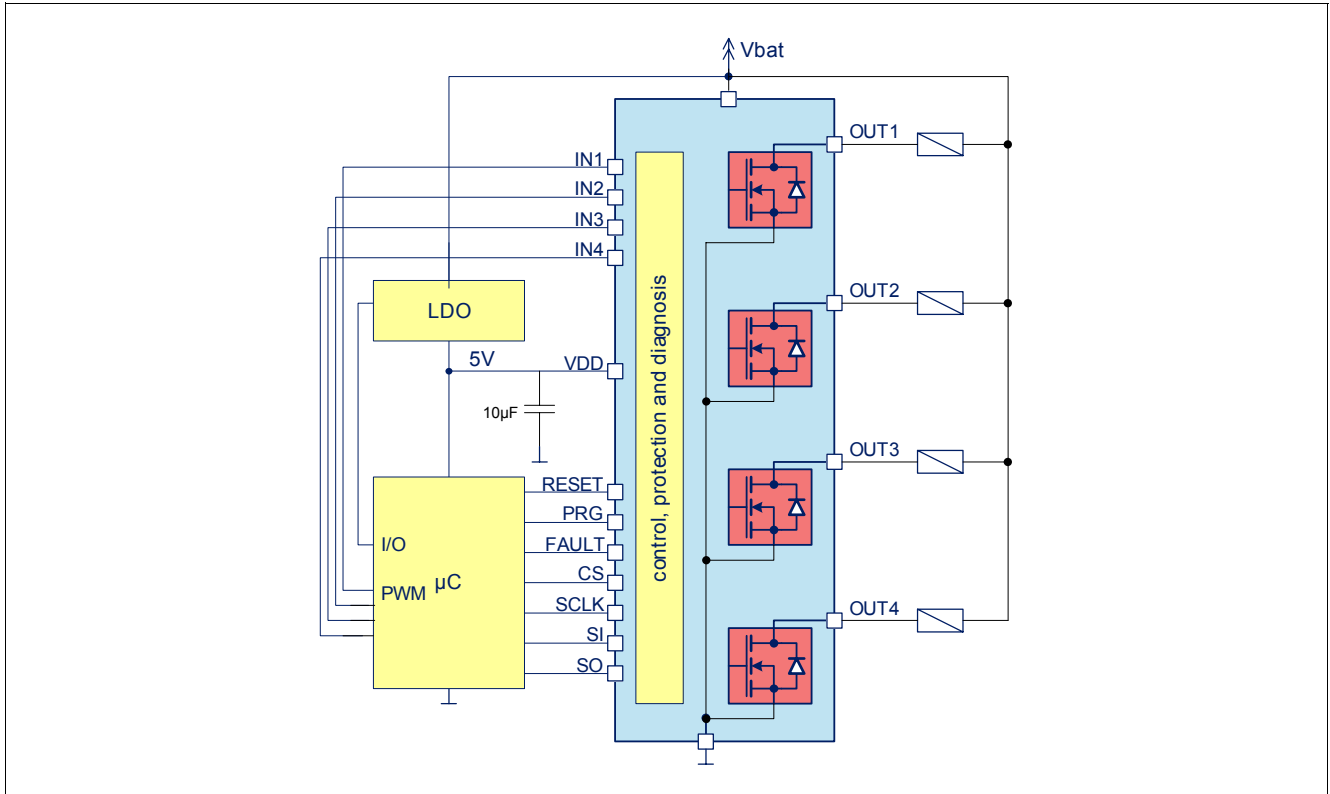 Vbat
OUT1
IN1
IN2
IN3
IN4
LDO
OUT2
5V
VDD
10µF
control, protection and diagnosis
OUT3
RESET
PRG
I/O
FAULT
µC
CS
PWM
SCLK
OUT4
SI
SO